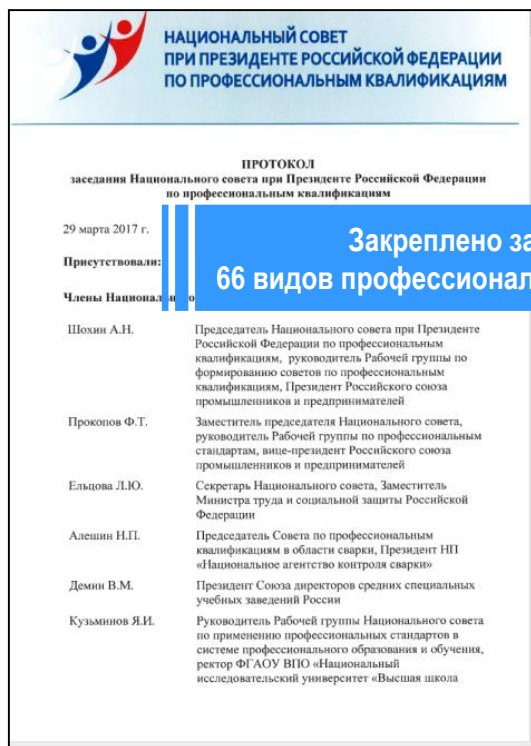 НАЦИОНАЛЬНЫЙ СОВЕТ
ПРИ ПРЕЗИДЕНТЕ РОССИЙСКОЙ ФЕДЕРАЦИИ
ПО ПРОФЕССИОНАЛЬНЫМ КВАЛИФИКАЦИЯМ
ПРОТОКОЛ
заседания Национального совета при Президенте Российской Федерации
по профессиональным квалификациям
29 марта 2017 г.
Закреплено за
Присутствовали:
66 видов профессионал
Члены Национального
Шохин А.Н. Председатель Национального совета при Президенте
Российской Федерации по профессиональным
квалификациям, руководитель Рабочей группы по
формированию советов по профессиональным
квалификациям, Президент Российского союза
промышленников и предпринимателей
Прокопов Ф.Т. Заместитель председателя Национального совета,
руководитель Рабочей группы по профессиональным
стандартам, вице-президент Российского союза
промышленников и предпринимателей
Ельцова Л.Ю. Секретарь Национального совета, Заместитель
Министра труда и социальной защиты Российской
Федерации
Алешин Н.П. Председатель Совета по профессиональным
квалификациям в области сварки, Президент НП
«Национальное агентство контроля сварки»
Демин В.М. Президент Союза директоров средних специальных
учебных заведений России
Кузьминов Я.И. Руководитель Рабочей группы Национального совета
по применению профессиональных стандартов в
системе профессионального образования и обучения,
ректор ФГАОУ ВПО «Национальный
исследовательский университет «Высшая школа